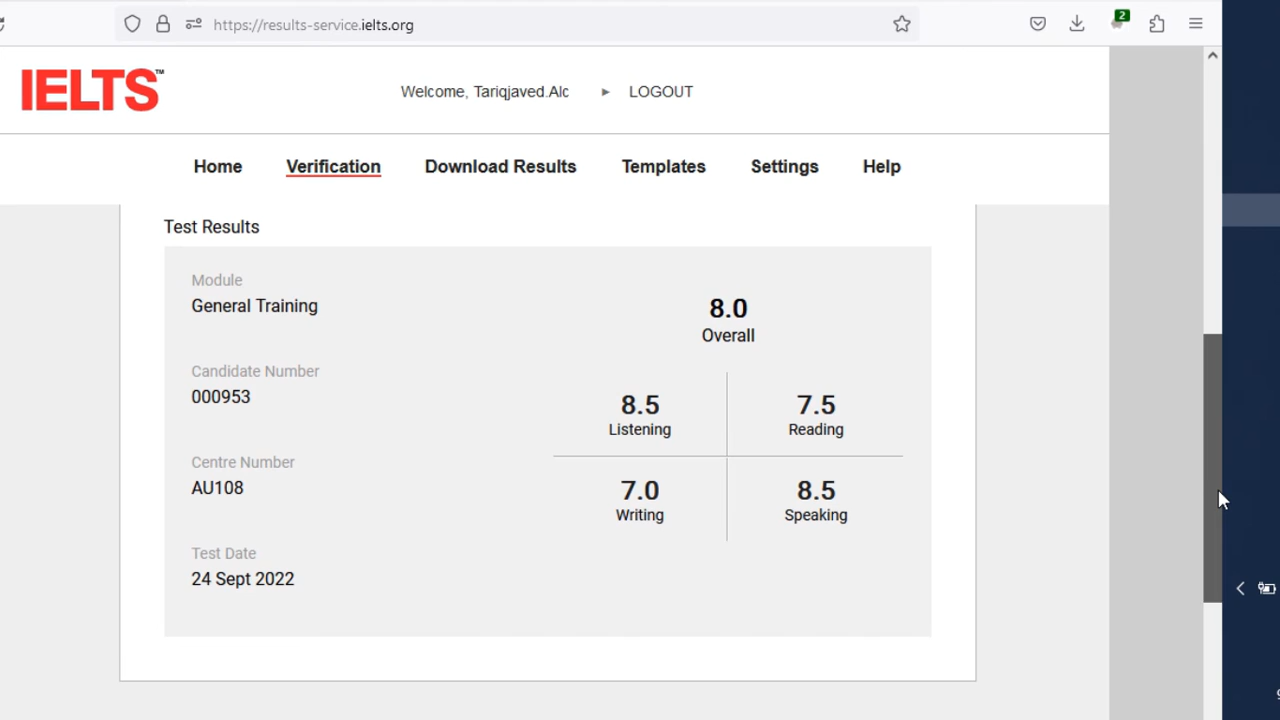 2
https://results-service.ielts.org
IELTS™
Welcome, Tariqjaved.Alc ► LOGOUT
Home Verification Download Results Templates Settings Help
Test Results
Module
General Training
8.0
Overall
Candidate Number
000953
8.5 7.5
Listening Reading
Centre Number
AU108
7.0 8.5
Writing Speaking
Test Date
24 Sept 2022